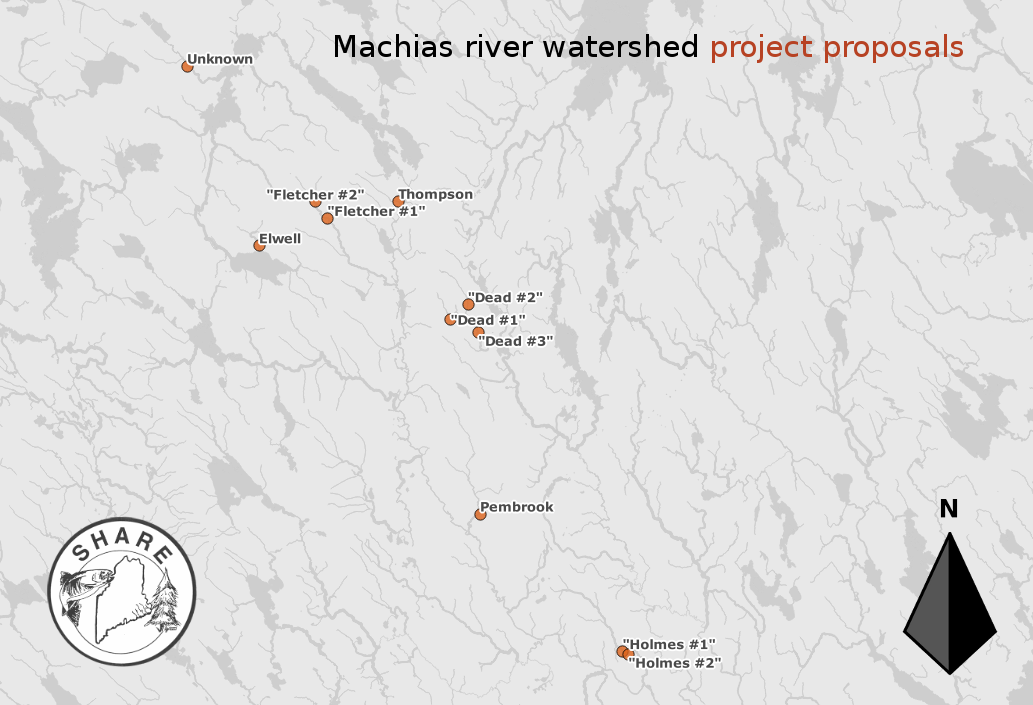 Machias river watershed project proposals
Unknown
"Fletcher #2"
Thompson
"Fletcher #1"
Elwell
"Dead #2"
"Dead #1"
"Dead #3"
Pembrook
N
SHARE
"Holmes #1"
"Holmes #2"